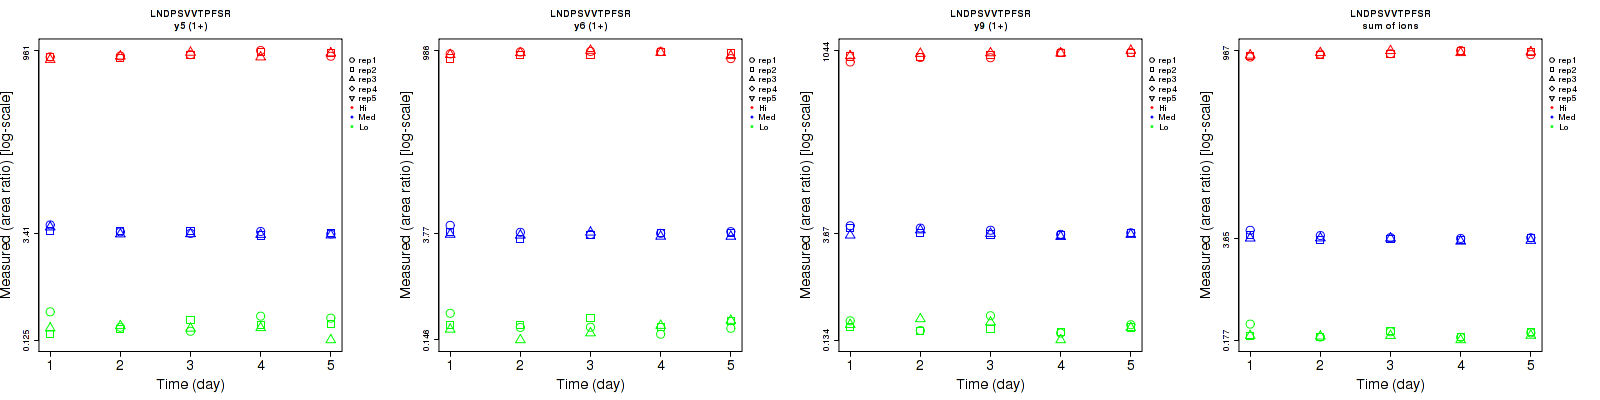 LNDPSVVTPFSR
y5 (1+)
Measured (area ratio) [log-scale]
961
3.41
0.125
1 2 3 4 5
Time (day)
rep1
rep2
rep3
rep4
rep5
Hi
Med
Lo
LNDPSVVTPFSR
y6 (1+)
Measured (area ratio) [log-scale]
986
3.77
0.146
1 2 3 4 5
Time (day)
rep1
rep2
rep3
rep4
rep5
Hi
Med
Lo
LNDPSVVTPFSR
y9 (1+)
Measured (area ratio) [log-scale]
1044
3.67
0.134
1 2 3 4 5
Time (day)
rep1
rep2
rep3
rep4
rep5
Hi
Med
Lo
LNDPSVVTPFSR
sum of ions
Measured (area ratio) [log-scale]
967
3.65
0.177
1 2 3 4 5
Time (day)
rep1
rep2
rep3
rep4
rep5
Hi
Med
Lo